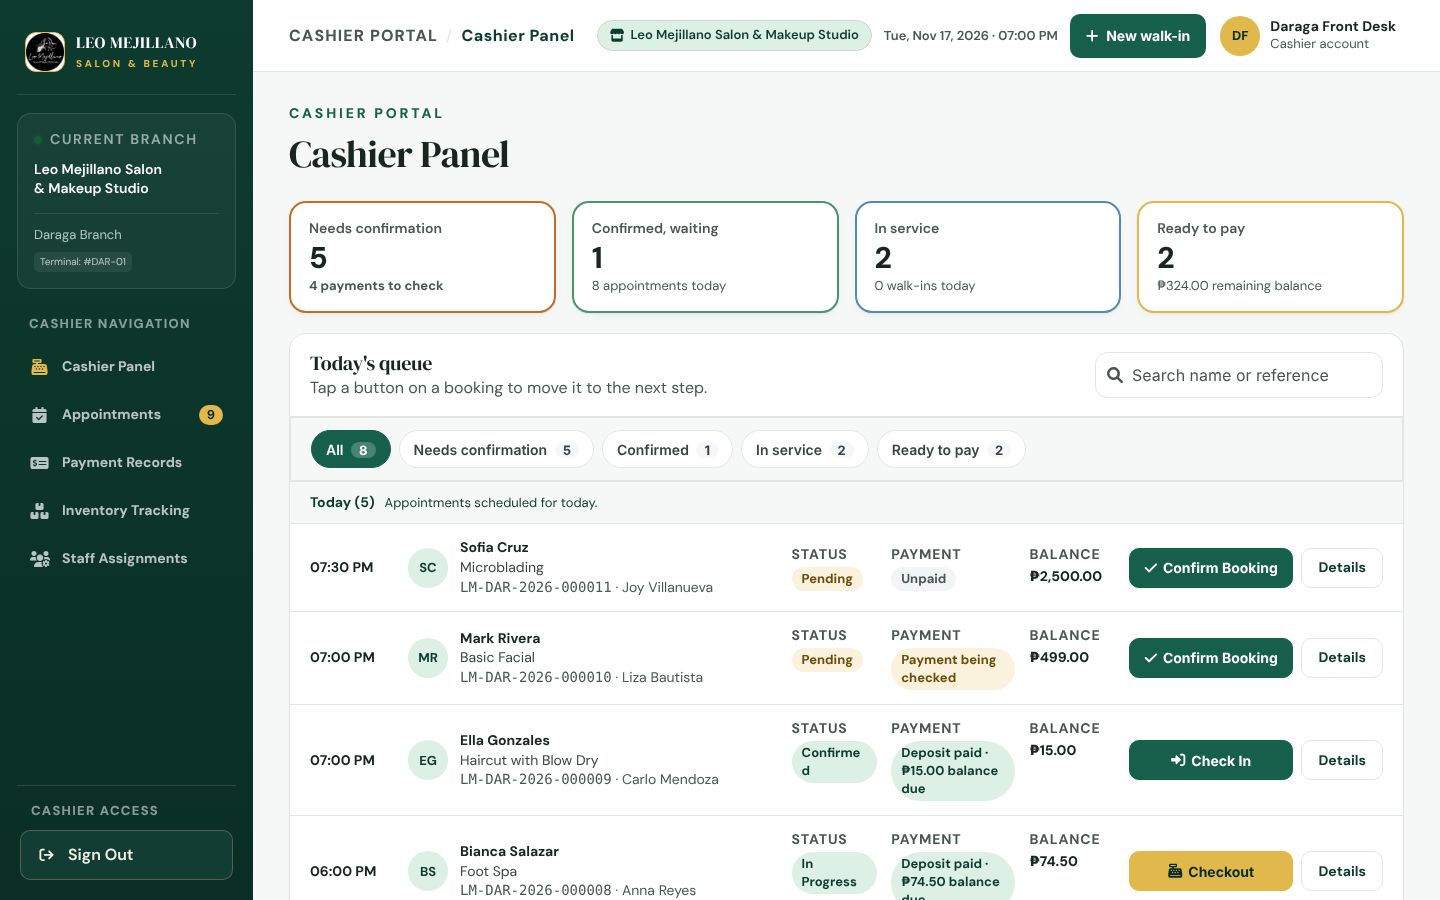 LEO MEJILLANO
SALON & BEAUTY
CURRENT BRANCH
Leo Mejillano Salon
& Makeup Studio
Daraga Branch
Terminal: #DAR-01
CASHIER NAVIGATION
Cashier Panel
Appointments 9
Payment Records
Inventory Tracking
Staff Assignments
CASHIER ACCESS
Sign Out
CASHIER PORTAL / Cashier Panel
Leo Mejillano Salon & Makeup Studio
Tue, Nov 17, 2026 · 07:00 PM
New walk-in
DF
Daraga Front Desk
Cashier account
CASHIER PORTAL
Cashier Panel
Needs confirmation
5
4 payments to check
Confirmed, waiting
1
8 appointments today
In service
2
0 walk-ins today
Ready to pay
2
₱324.00 remaining balance
Today's queue
Tap a button on a booking to move it to the next step.
Search name or reference
All 8
Needs confirmation 5
Confirmed 1
In service 2
Ready to pay 2
Today (5) Appointments scheduled for today.
07:30 PM
SC
Sofia Cruz
Microblading
LM-DAR-2026-000011 · Joy Villanueva
STATUS
Pending
PAYMENT
Unpaid
BALANCE
₱2,500.00
Confirm Booking
Details
07:00 PM
MR
Mark Rivera
Basic Facial
LM-DAR-2026-000010 · Liza Bautista
STATUS
Pending
PAYMENT
Payment being
checked
BALANCE
₱499.00
Confirm Booking
Details
07:00 PM
EG
Ella Gonzales
Haircut with Blow Dry
LM-DAR-2026-000009 · Carlo Mendoza
STATUS
Confirme
d
PAYMENT
Deposit paid ·
₱15.00 balance
due
BALANCE
₱15.00
Check In
Details
06:00 PM
BS
Bianca Salazar
Foot Spa
LM-DAR-2026-000008 · Anna Reyes
STATUS
In
Progress
PAYMENT
Deposit paid ·
₱74.50 balance
due
BALANCE
₱74.50
Checkout
Details